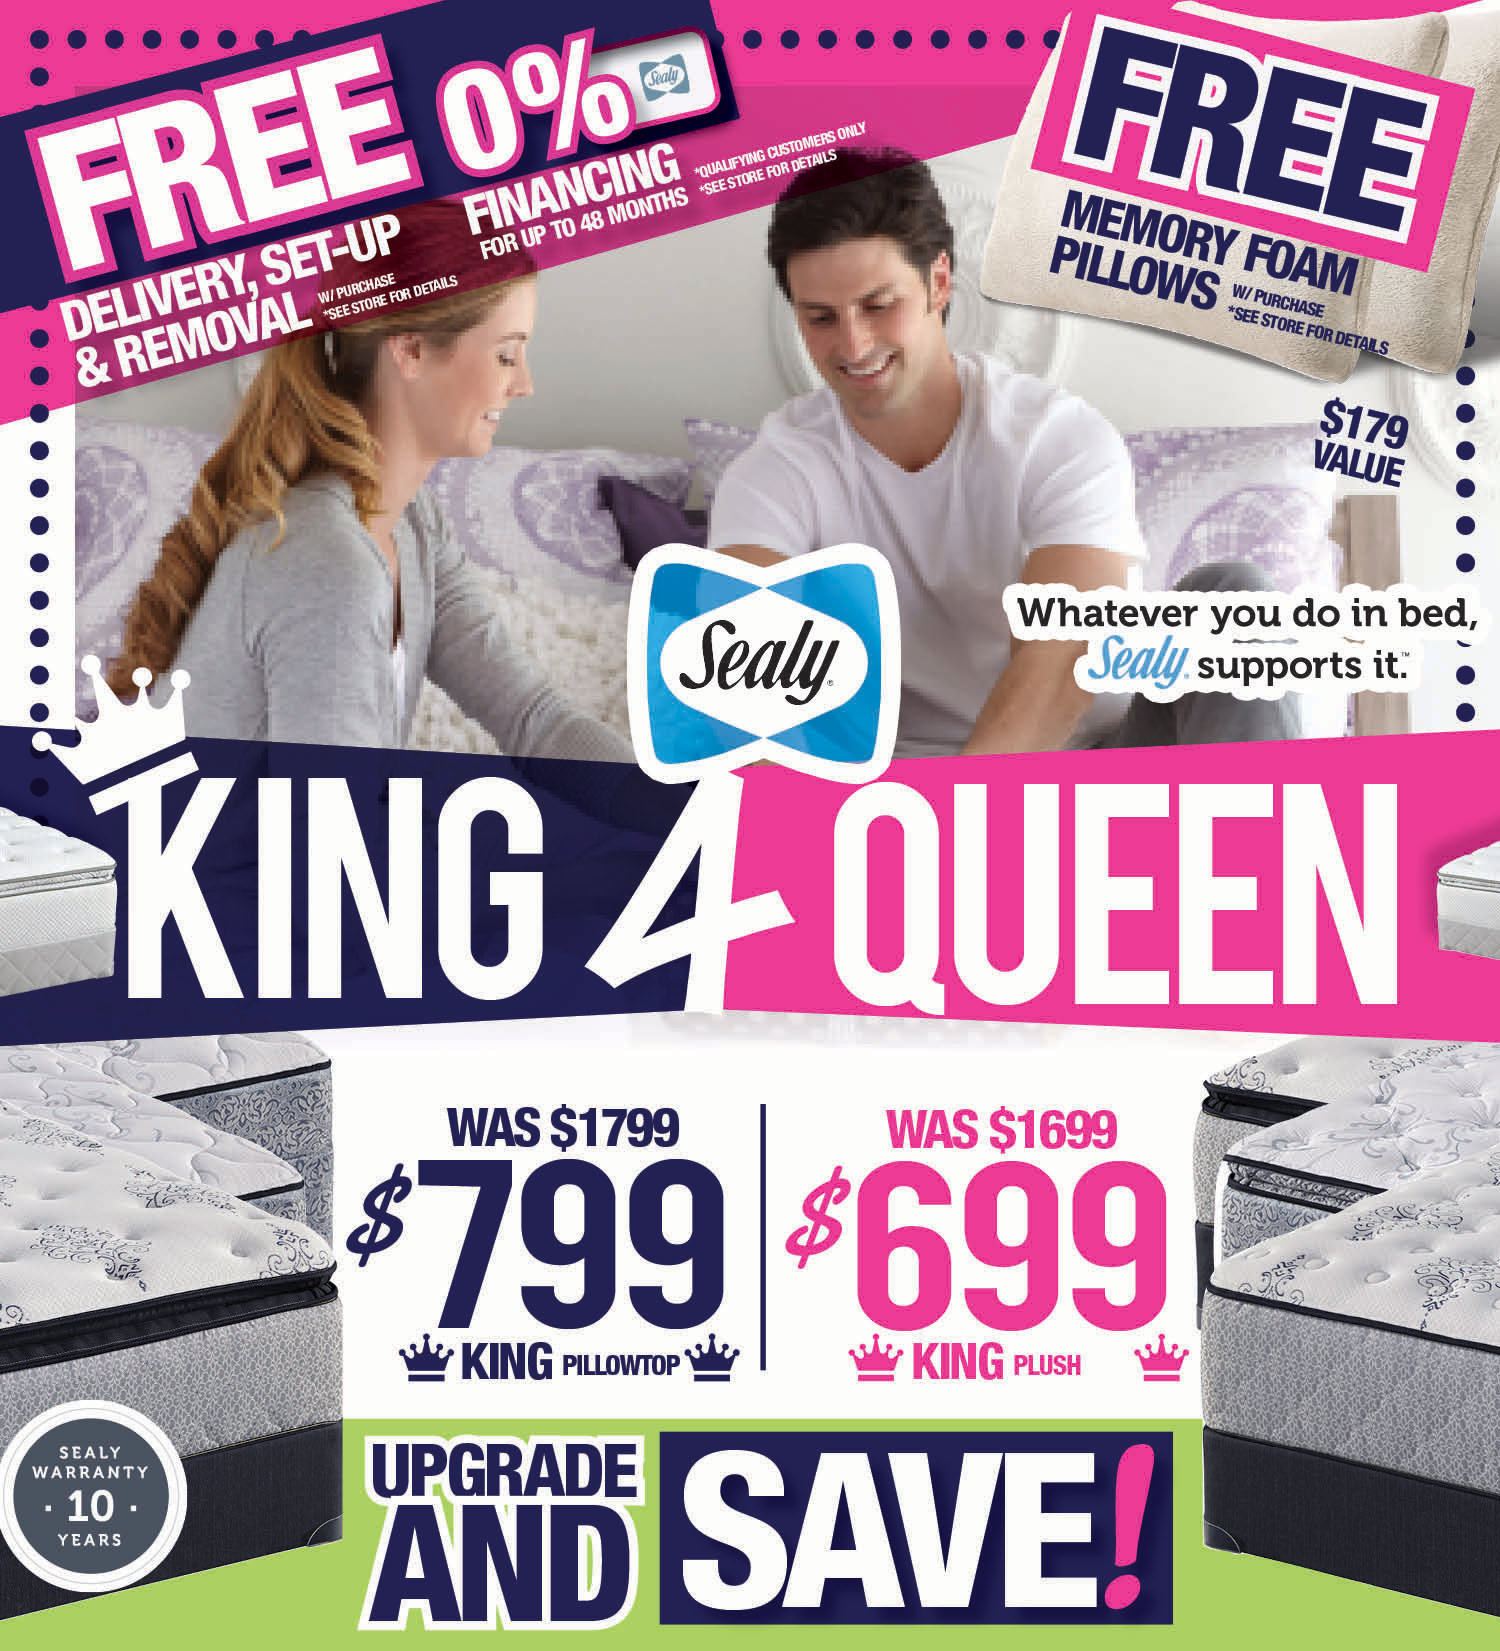 FREE
DELIVERY, SET-UP
& REMOVAL
W/ PURCHASE
*SEE STORE FOR DETAILS
0%
Sealy
FINANCING
FOR UP TO 48 MONTHS
*QUALIFYING CUSTOMERS ONLY
*SEE STORE FOR DETAILS
FREE
MEMORY FOAM
PILLOWS
W/ PURCHASE
*SEE STORE FOR DETAILS
$179
VALUE
Sealy®
Whatever you do in bed,
Sealy® supports it.™
KING 4 QUEEN
WAS $1799
$799
KING PILLOWTOP
WAS $1699
$699
KING PLUSH
SEALY
WARRANTY
· 10 ·
YEARS
UPGRADE
AND
SAVE!